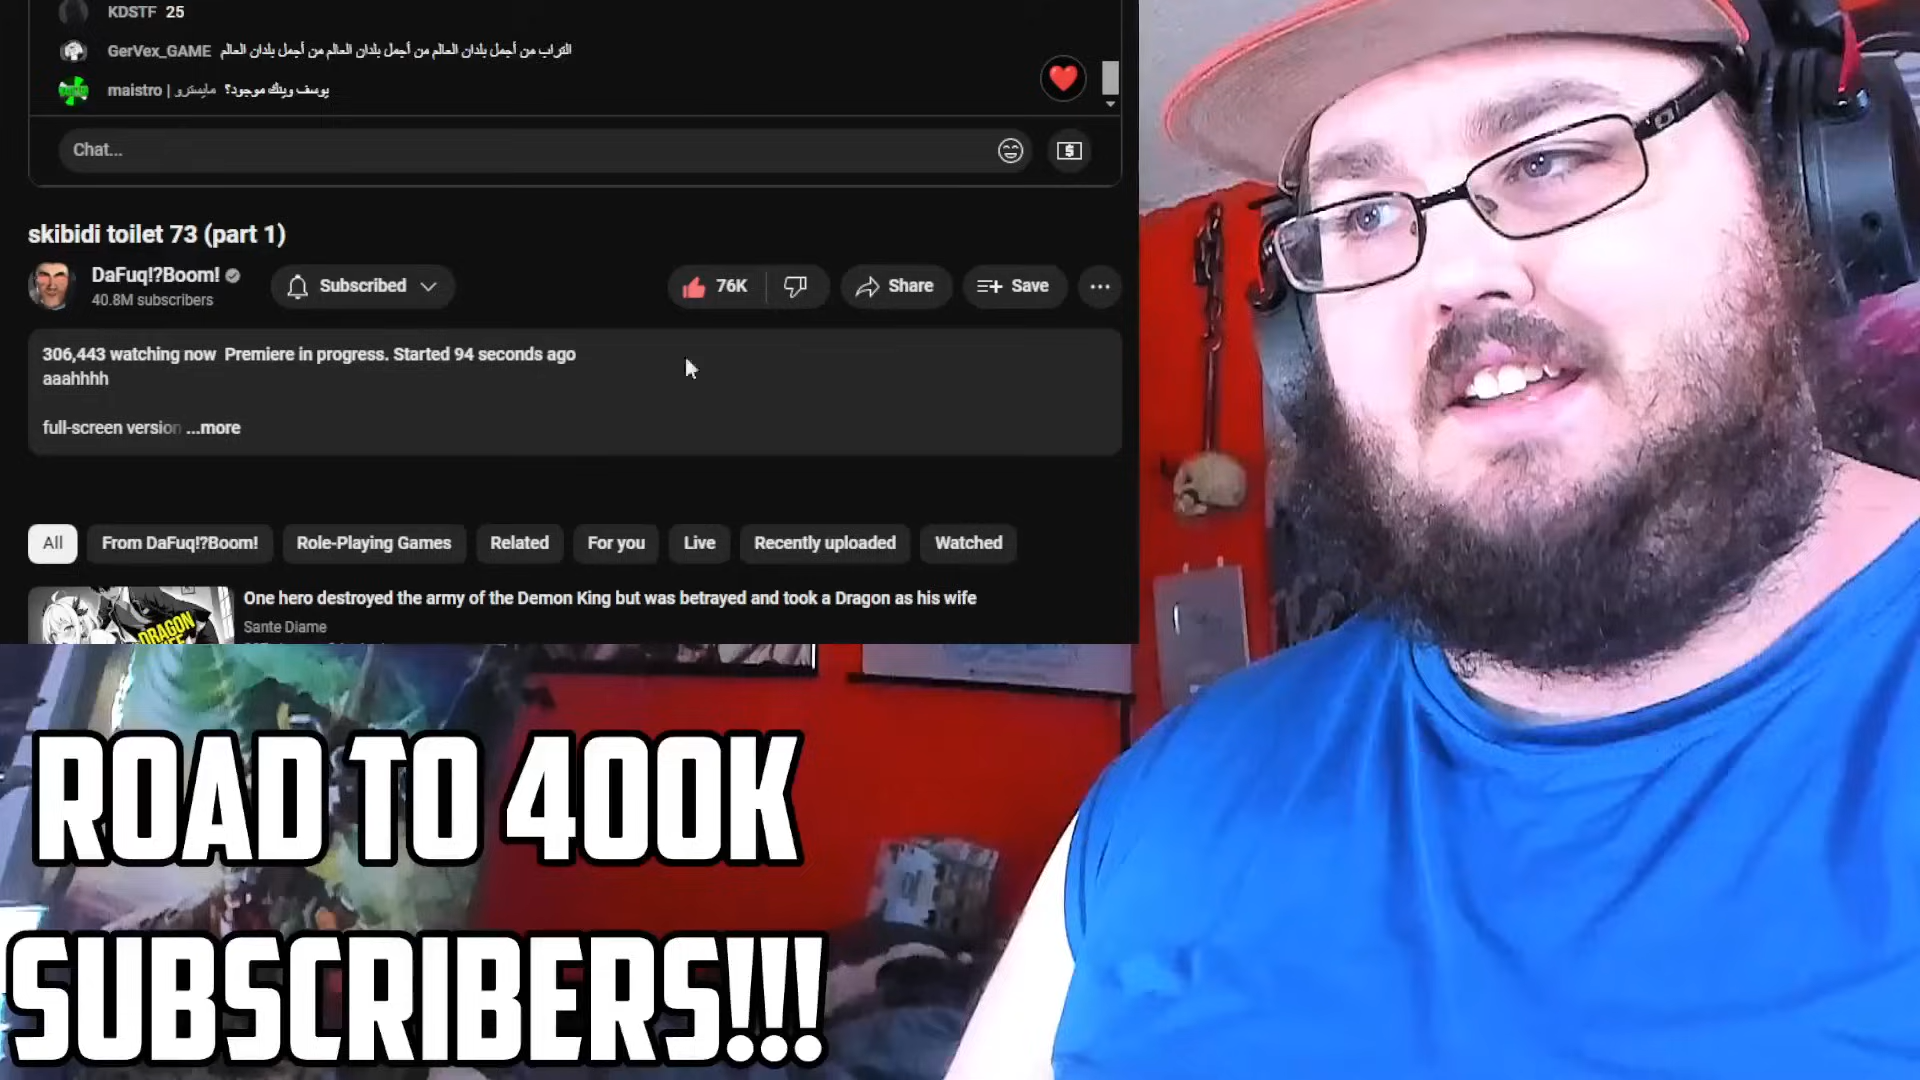 KDSTF 25
GerVex_GAME التراب من أجمل بلدان العالم من أجمل بلدان العالم من أجمل بلدان العالم
maistro | مايسترو يوسف وينك موجود؟
Chat...
skibidi toilet 73 (part 1)
DaFuq!?Boom!
40.8M subscribers
Subscribed
76K
Share
Save
306,443 watching now Premiere in progress. Started 94 seconds ago
aaahhhh
full-screen version ...more
All
From DaFuq!?Boom!
Role-Playing Games
Related
For you
Live
Recently uploaded
Watched
One hero destroyed the army of the Demon King but was betrayed and took a Dragon as his wife
Sante Diame
DRAGON
ROAD TO 400K
SUBSCRIBERS!!!